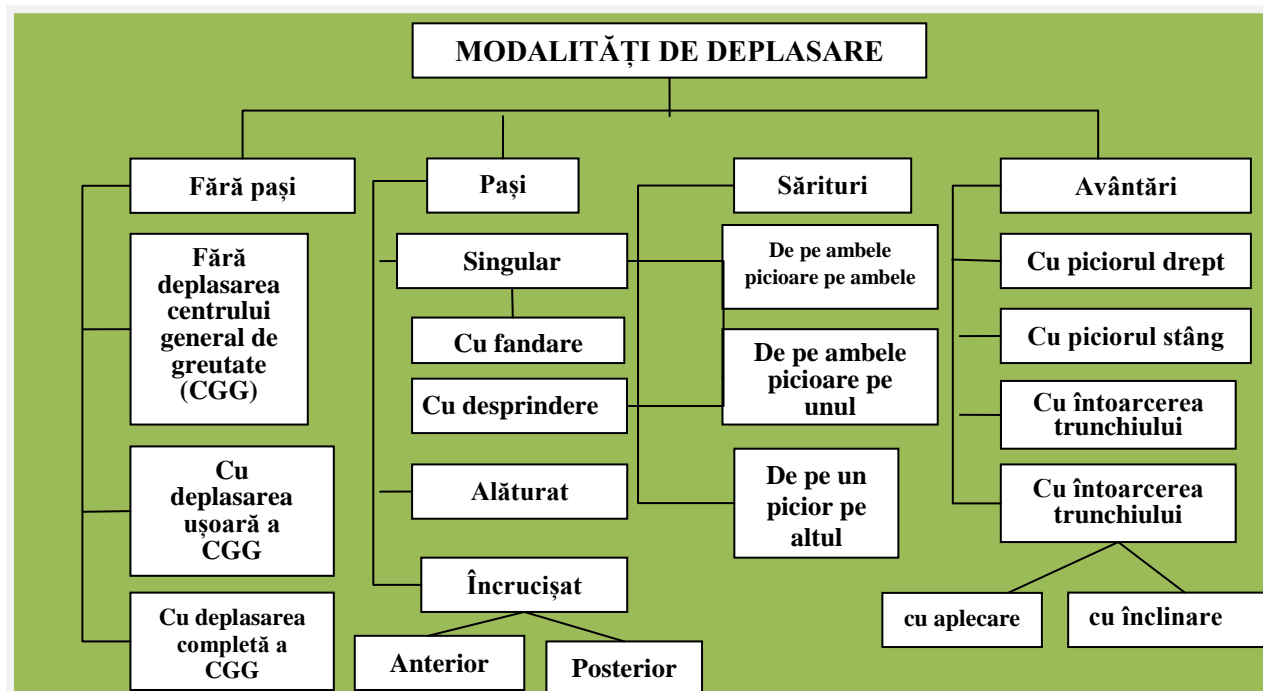 MODALITĂȚI DE DEPLASARE
Fără pași
Fără
deplasarea
centrului
general de
greutate
(CGG)
Cu
deplasarea
ușoară a
CGG
Cu deplasarea
completă a
CGG
Pași
Singular
Cu fandare
Cu desprindere
Alăturat
Încrucișat
Anterior
Posterior
Sărituri
De pe ambele
picioare pe ambele
De pe ambele
picioare pe
unul
De pe un
picior pe
altul
Avântări
Cu piciorul drept
Cu piciorul stâng
Cu întoarcerea
trunchiului
Cu întoarcerea
trunchiului
cu aplecare
cu înclinare